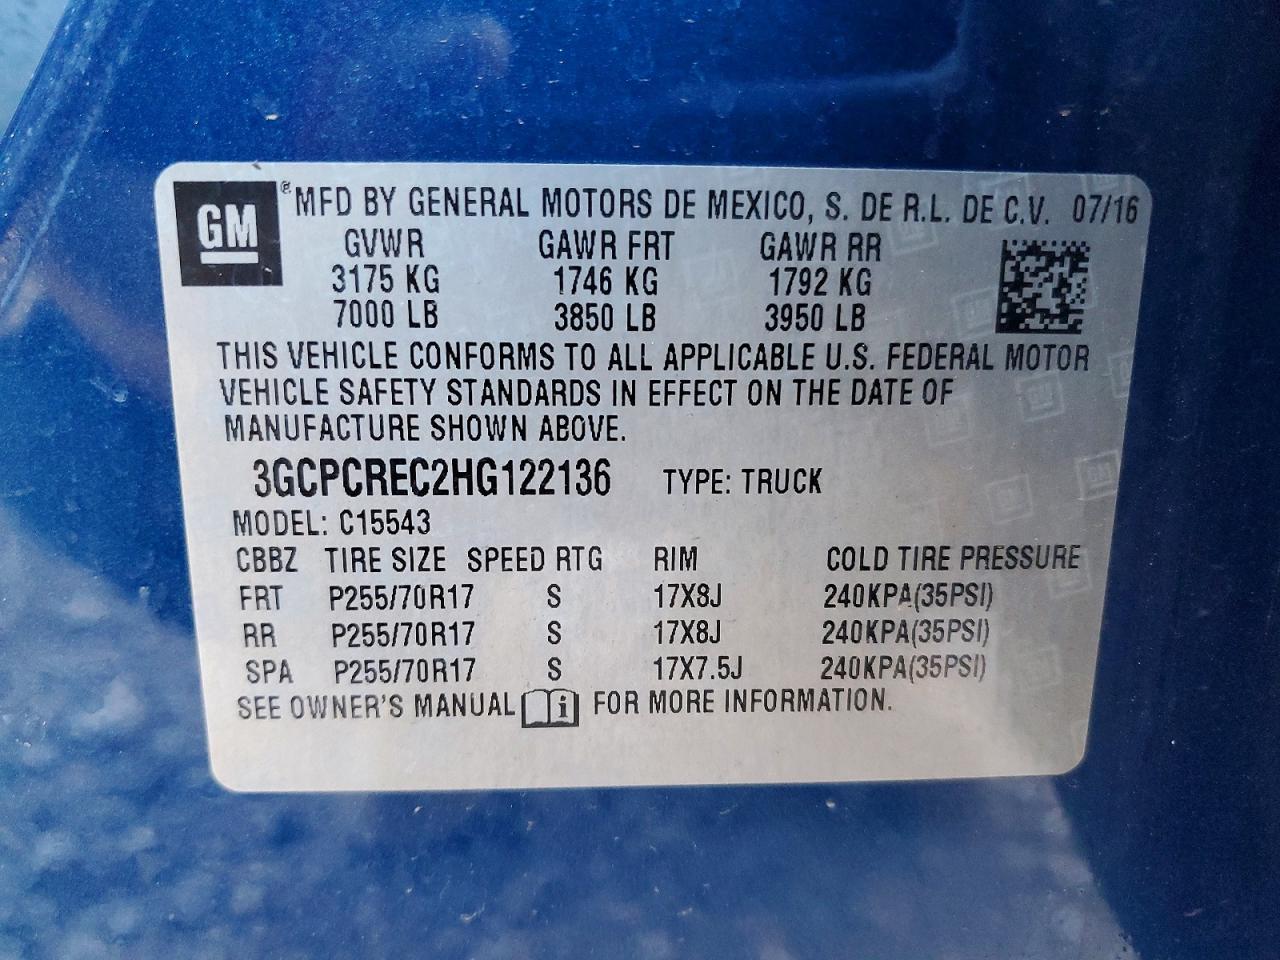 GM ® MFD BY GENERAL MOTORS DE MEXICO, S. DE R.L. DE C.V. 07/16
GVWR GAWR FRT GAWR RR
3175 KG 1746 KG 1792 KG
7000 LB 3850 LB 3950 LB
THIS VEHICLE CONFORMS TO ALL APPLICABLE U.S. FEDERAL MOTOR
VEHICLE SAFETY STANDARDS IN EFFECT ON THE DATE OF
MANUFACTURE SHOWN ABOVE.
3GCPCREC2HG122136 TYPE: TRUCK
MODEL: C15543
CBBZ TIRE SIZE SPEED RTG RIM COLD TIRE PRESSURE
FRT P255/70R17 S 17X8J 240KPA(35PSI)
RR P255/70R17 S 17X8J 240KPA(35PSI)
SPA P255/70R17 S 17X7.5J 240KPA(35PSI)
SEE OWNER'S MANUAL i FOR MORE INFORMATION.